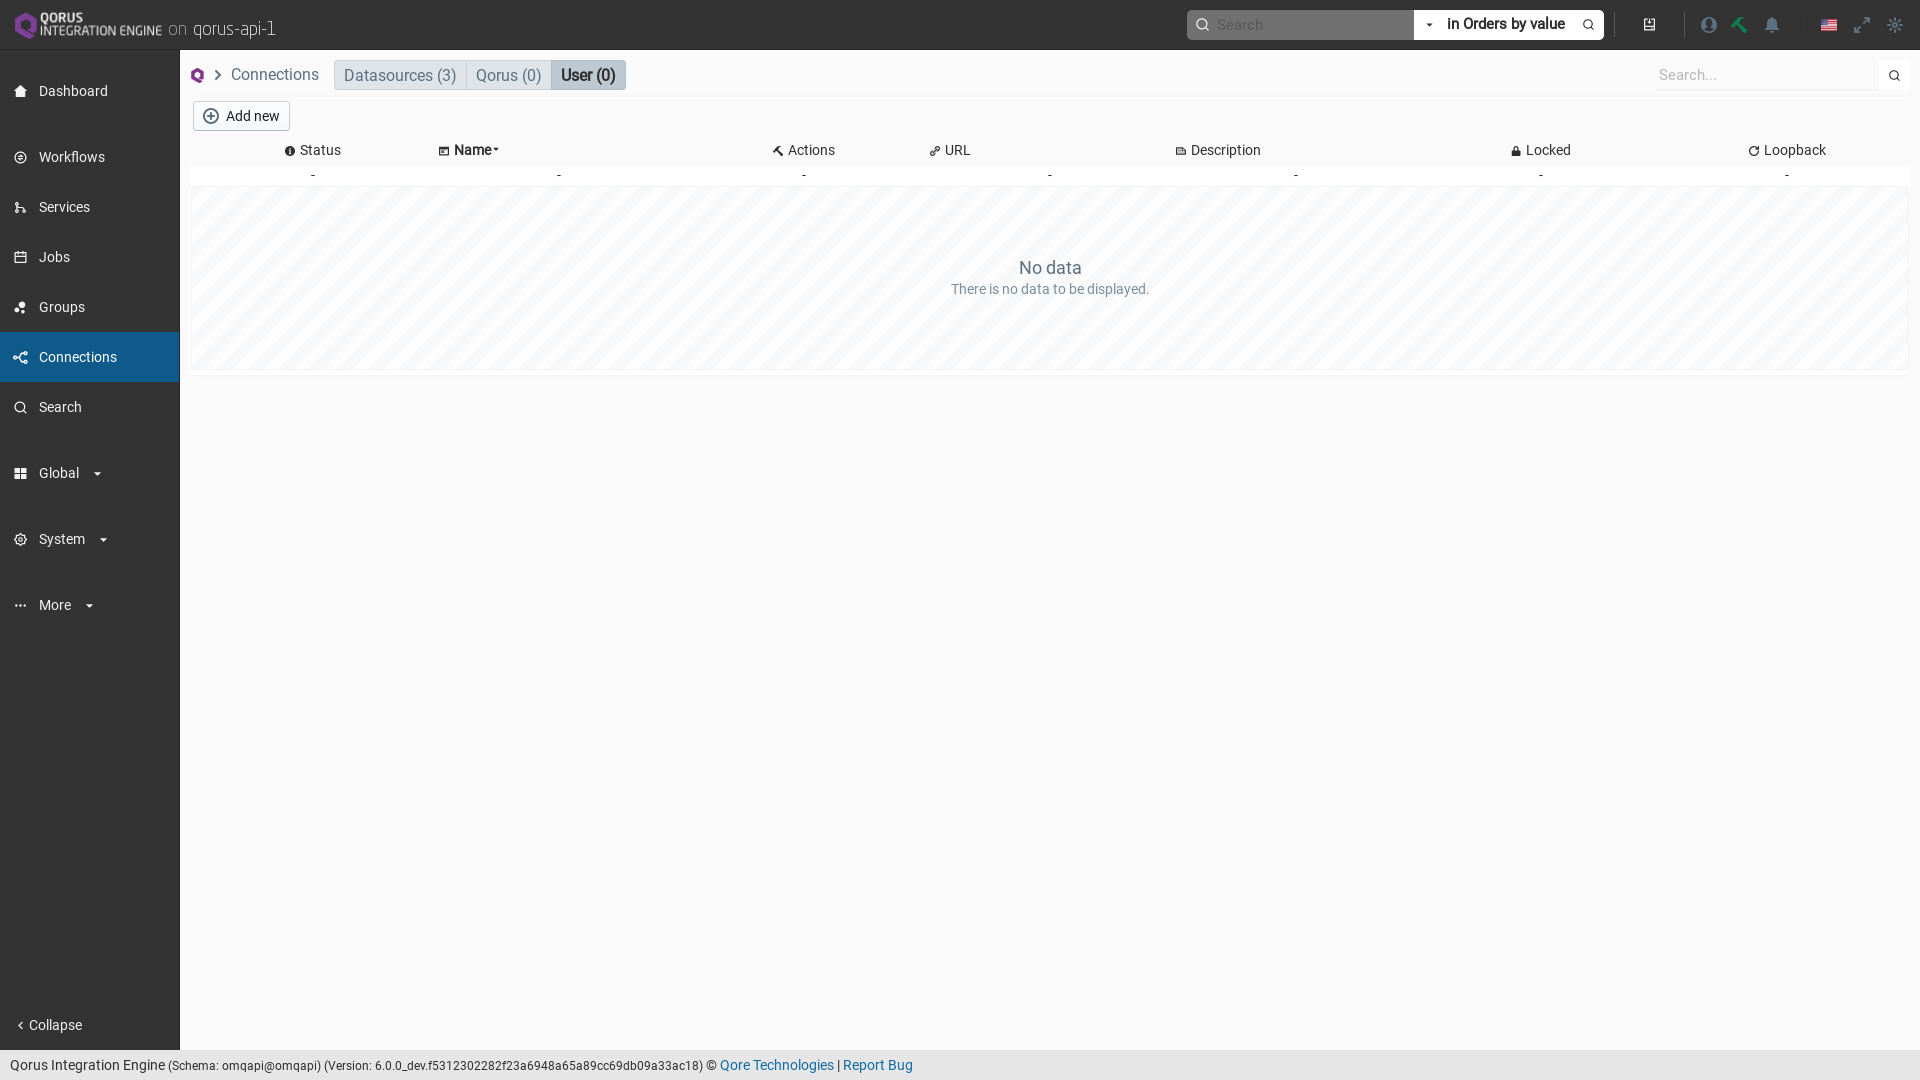 QORUS
INTEGRATION ENGINE on qorus-api-1
Search
in Orders by value
Connections
Datasources (3)
Qorus (0)
User (0)
Search...
Dashboard
Workflows
Services
Jobs
Groups
Connections
Search
Global
System
More
Collapse
Add new
Status
Name
Actions
URL
Description
Locked
Loopback
- - - - - - -
No data
There is no data to be displayed.
Qorus Integration Engine (Schema: omqapi@omqapi) (Version: 6.0.0_dev.f5312302282f23a6948a65a89cc69db09a33ac18) © Qore Technologies | Report Bug